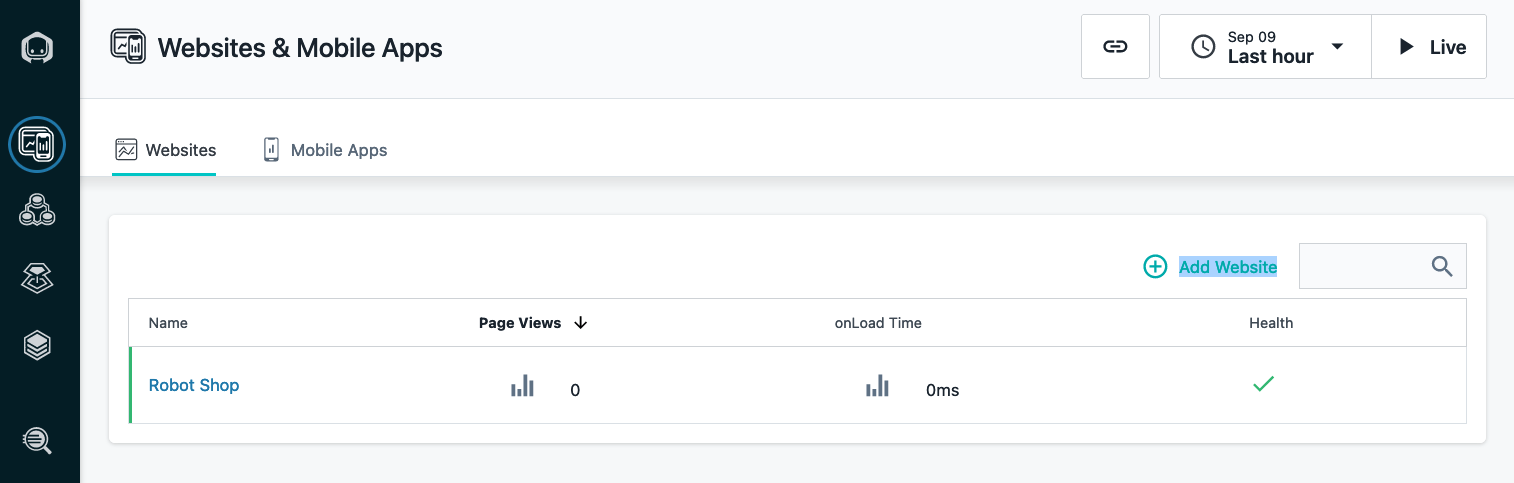 Websites & Mobile Apps
Sep 09
Last hour
Live
Websites
Mobile Apps
Add Website
Name
Page Views
onLoad Time
Health
Robot Shop
0
0ms